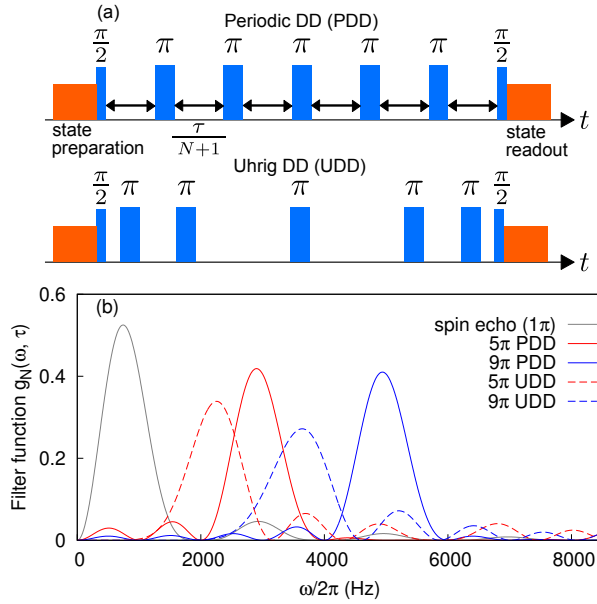 (a)
Periodic DD (PDD)
π/2 π π π π π π/2
state preparation
τ/N+1
state readout
t
Uhrig DD (UDD)
π/2 π π π π π π/2
t
(b)
0.6
0.4
0.2
0
Filter function g_N(ω, τ)
spin echo (1π)
5π PDD
9π PDD
5π UDD
9π UDD
0 2000 4000 6000 8000
ω/2π (Hz)